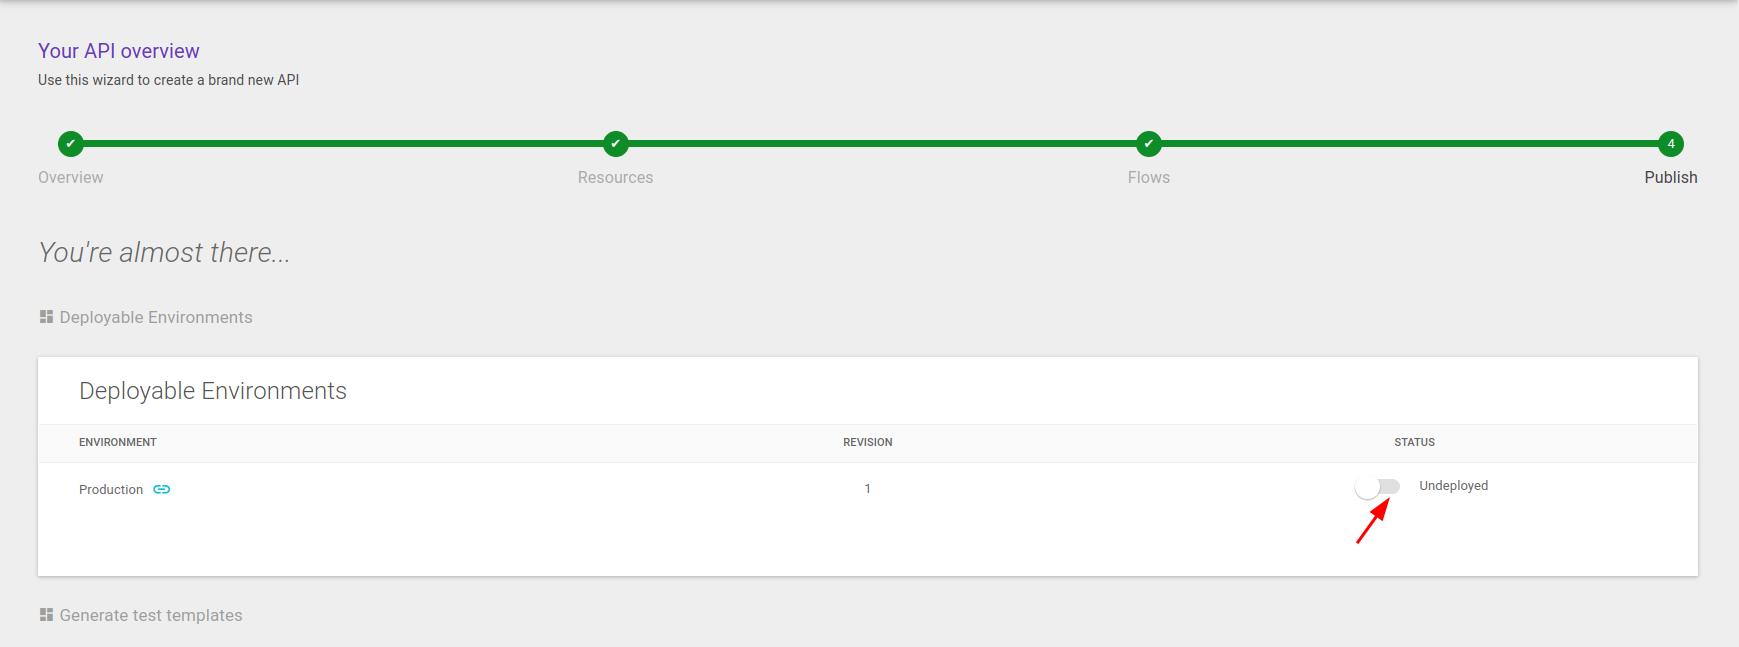 Your API overview
Use this wizard to create a brand new API
✔ ✔ ✔ 4
Overview Resources Flows Publish
You're almost there...
Deployable Environments
Deployable Environments
ENVIRONMENT REVISION STATUS
Production 1 Undeployed
Generate test templates